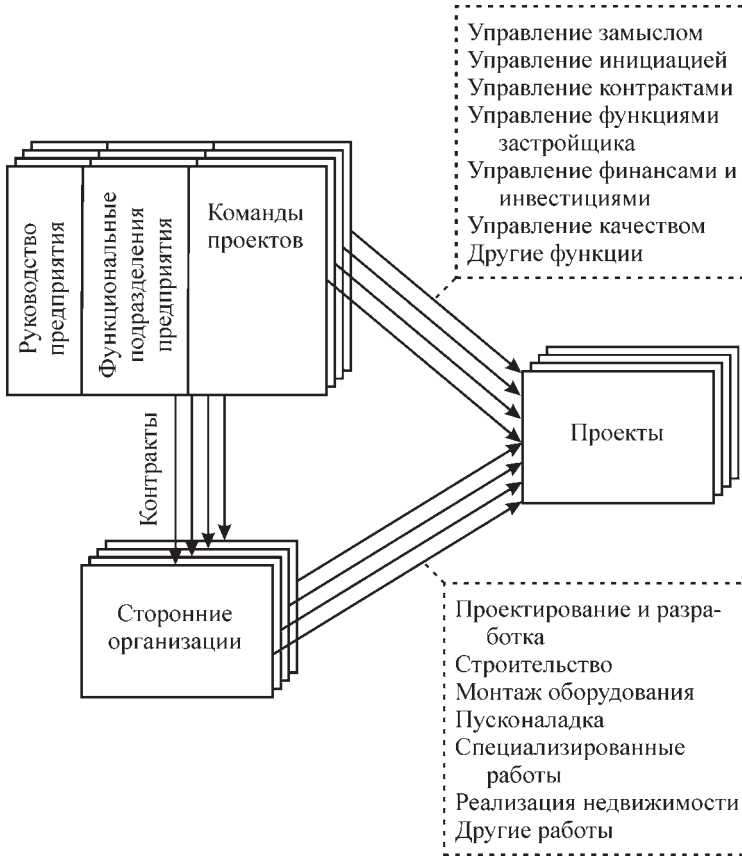 Управление замыслом
Управление инициацией
Управление контрактами
Управление функциями
застройщика
Управление финансами и
инвестициями
Управление качеством
Другие функции
Руководство
предприятия
Функциональные
подразделения
предприятия
Команды
проектов
Проекты
Контракты
Сторонние
организации
Проектирование и разра-
ботка
Строительство
Монтаж оборудования
Пусконаладка
Специализированные
работы
Реализация недвижимости
Другие работы